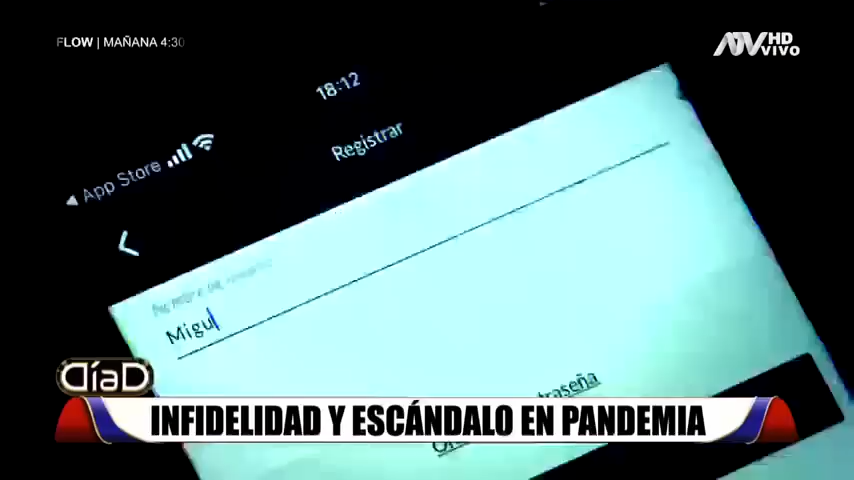 FLOW | MAÑANA 4:30
ATV HD
VIVO
18:12
App Store
Registrar
Migu
DíaD
INFIDELIDAD Y ESCÁNDALO EN PANDEMIA